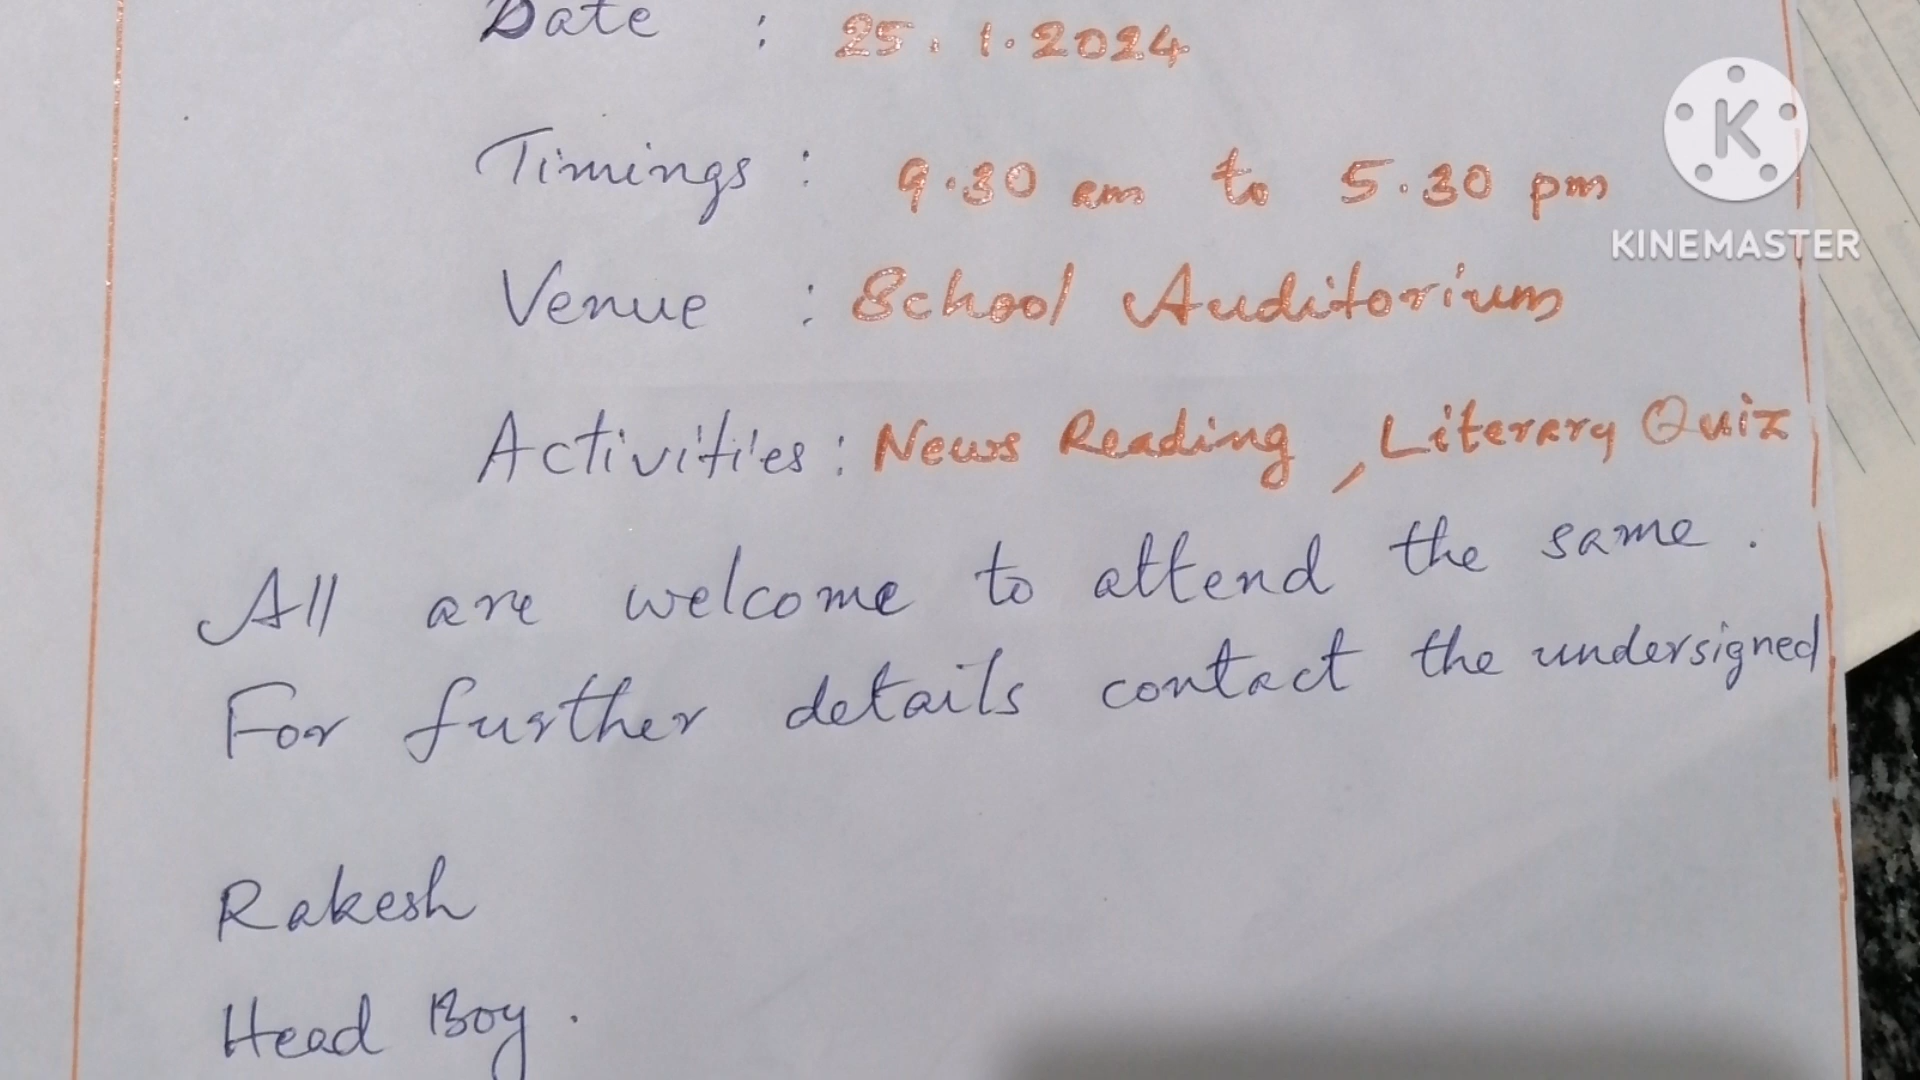 Date : 25.1.2024
Timings : 9.30 am to 5.30 pm
K
KINEMASTER
Venue : School Auditorium
Activities : News Reading, Literary Quiz
All are welcome to attend the same.
For further details contact the undersigned
Rakesh
Head Boy.